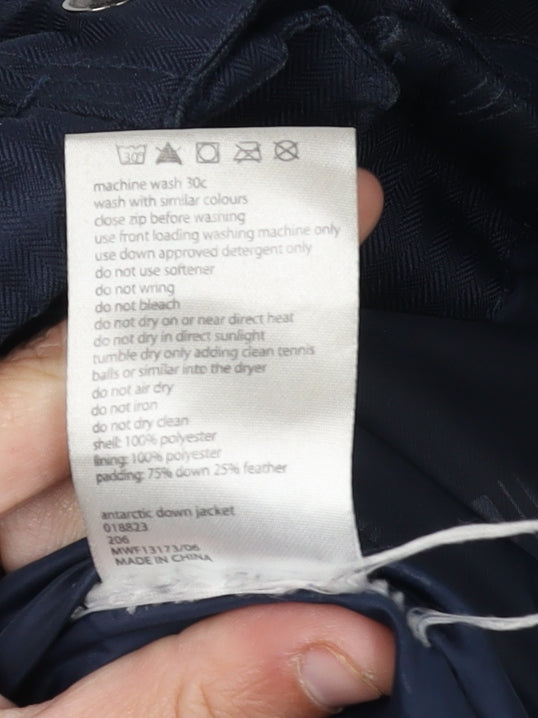 30
machine wash 30c
wash with similar colours
close zip before washing
use front loading washing machine only
use down approved detergent only
do not use softener
do not wring
do not bleach
do not dry on or near direct heat
do not dry in direct sunlight
tumble dry only adding clean tennis
balls or similar into the dryer
do not air dry
do not iron
do not dry clean
shell: 100% polyester
lining: 100% polyester
padding: 75% down 25% feather
antarctic down jacket
018823
206
MWF13173/06
MADE IN CHINA